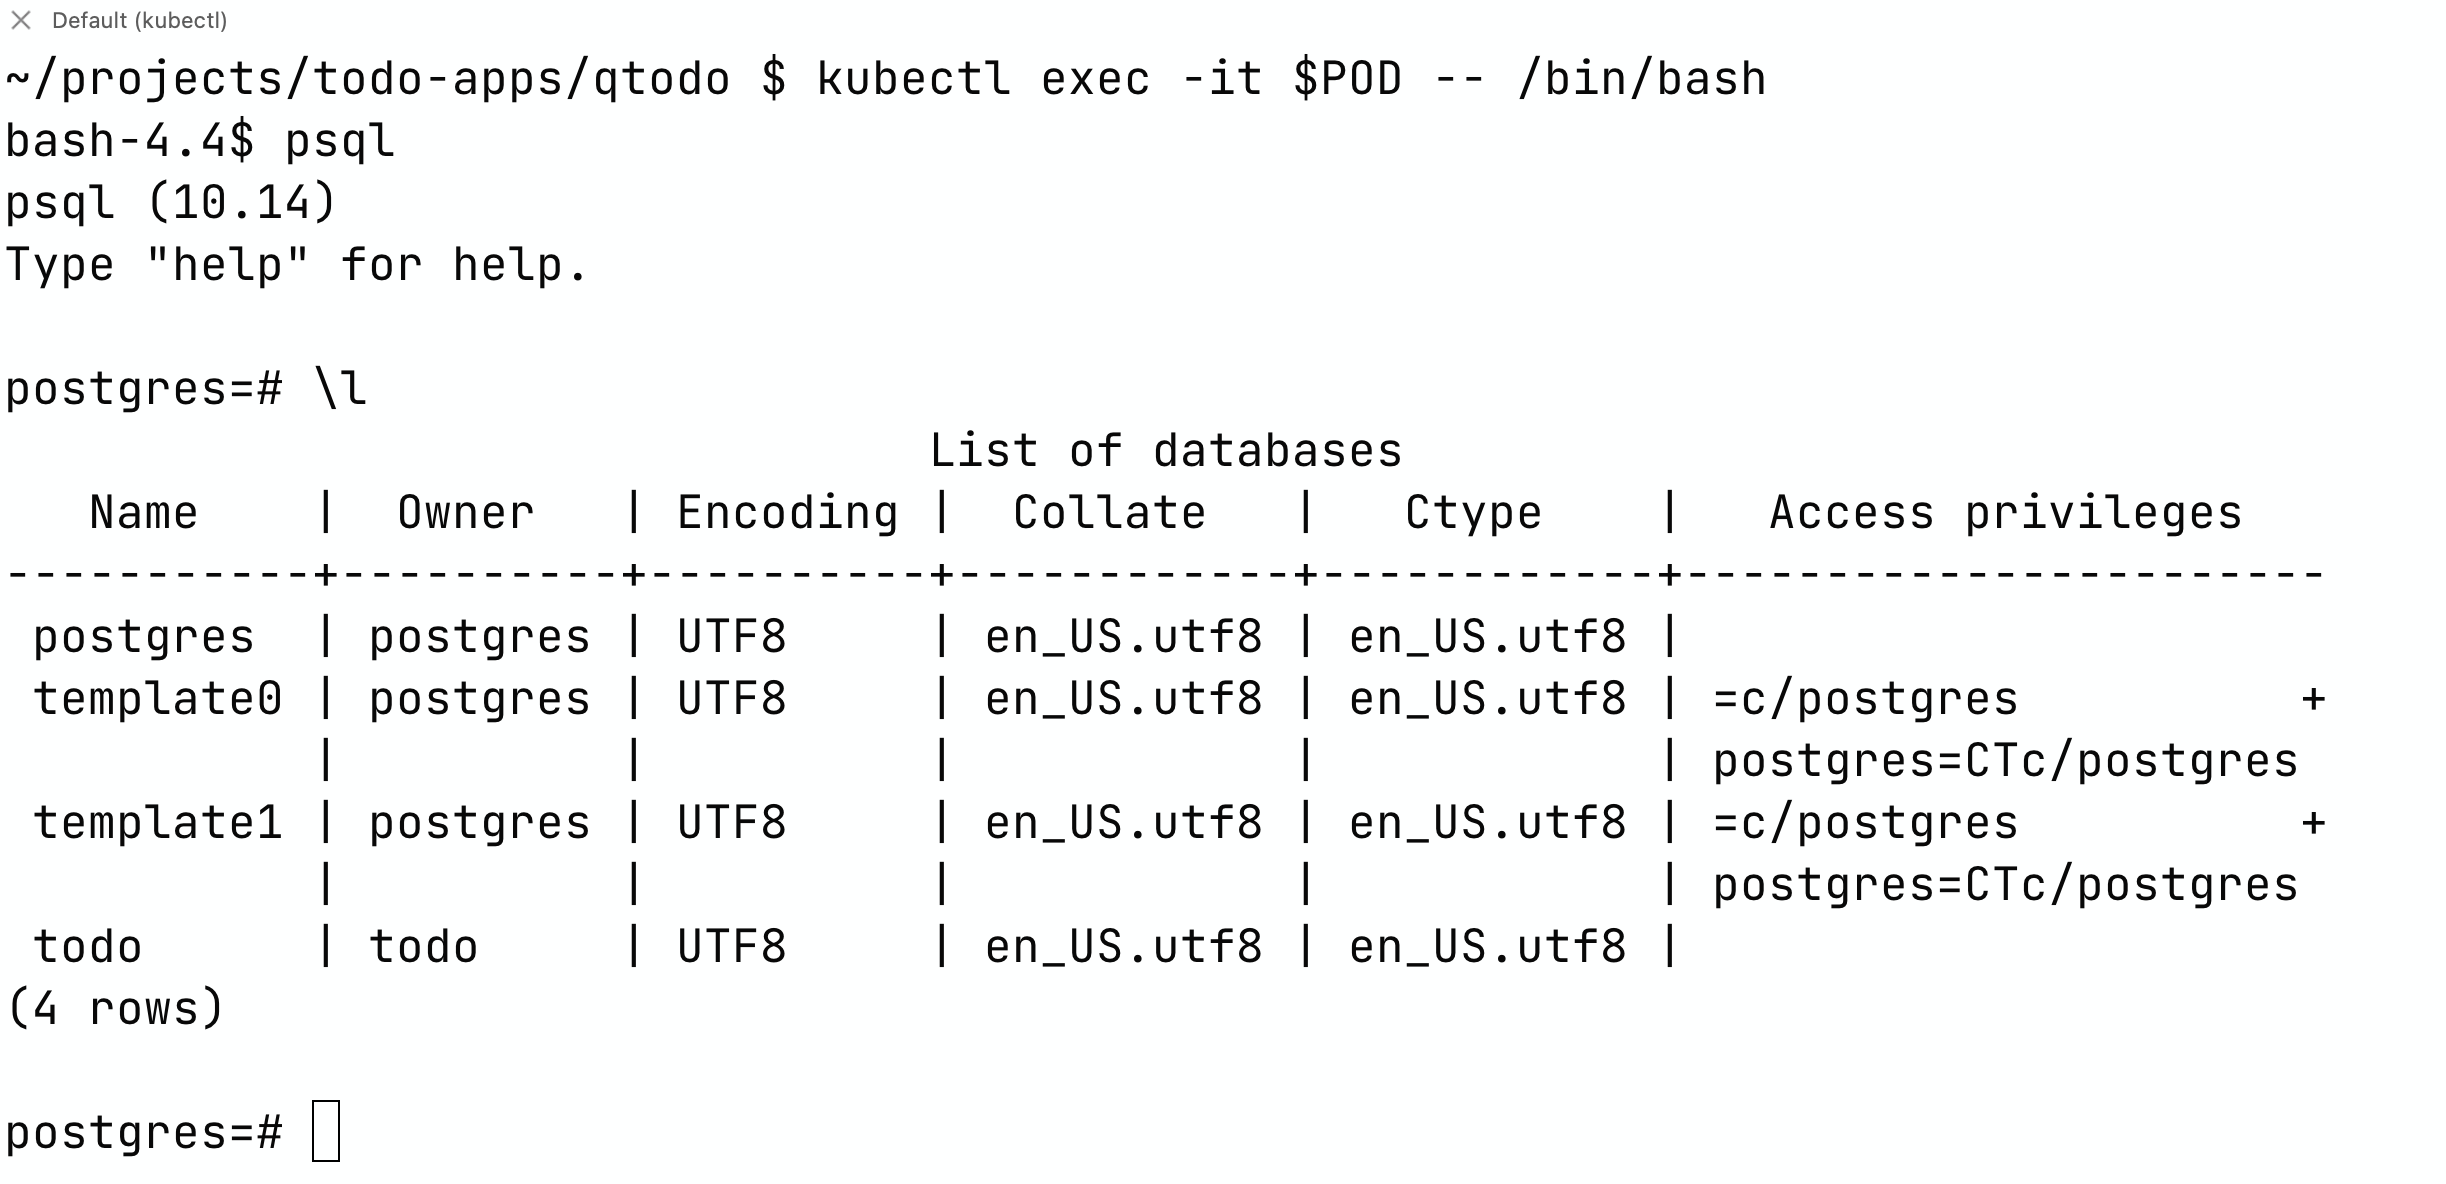 Default (kubectl)
~/projects/todo-apps/qtodo $ kubectl exec -it $POD -- /bin/bash
bash-4.4$ psql
psql (10.14)
Type "help" for help.

postgres=# \l
                                 List of databases
   Name    |  Owner   | Encoding |  Collate   |   Ctype    |   Access privileges
-----------+----------+----------+------------+------------+-----------------------
 postgres  | postgres | UTF8     | en_US.utf8 | en_US.utf8 |
 template0 | postgres | UTF8     | en_US.utf8 | en_US.utf8 | =c/postgres          +
           |          |          |            |            | postgres=CTc/postgres
 template1 | postgres | UTF8     | en_US.utf8 | en_US.utf8 | =c/postgres          +
           |          |          |            |            | postgres=CTc/postgres
 todo      | todo     | UTF8     | en_US.utf8 | en_US.utf8 |
(4 rows)

postgres=#